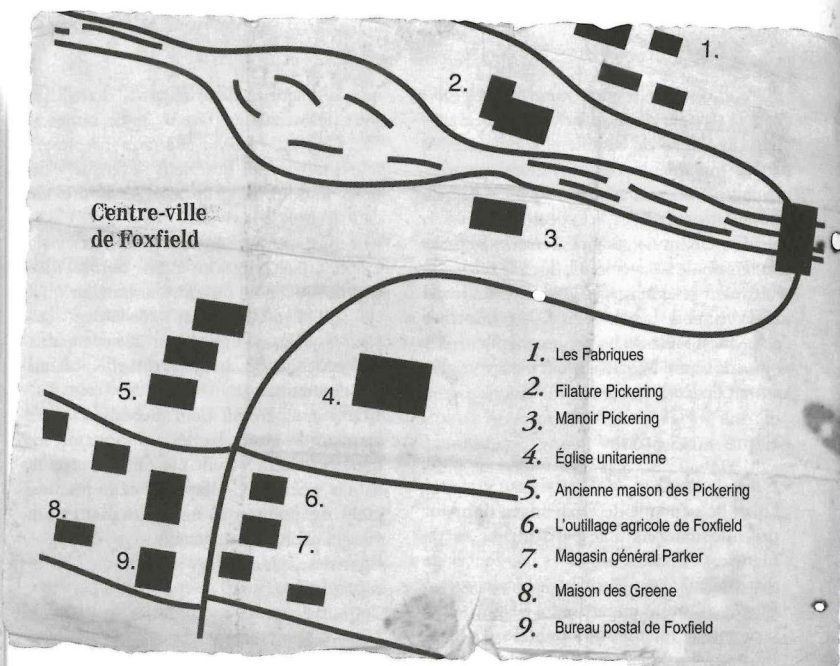 1.
2.
3.
Centre-ville
de Foxfield
4.
5.
6.
7.
8.
9.
1. Les Fabriques
2. Filature Pickering
3. Manoir Pickering
4. Église unitarienne
5. Ancienne maison des Pickering
6. L'outillage agricole de Foxfield
7. Magasin général Parker
8. Maison des Greene
9. Bureau postal de Foxfield